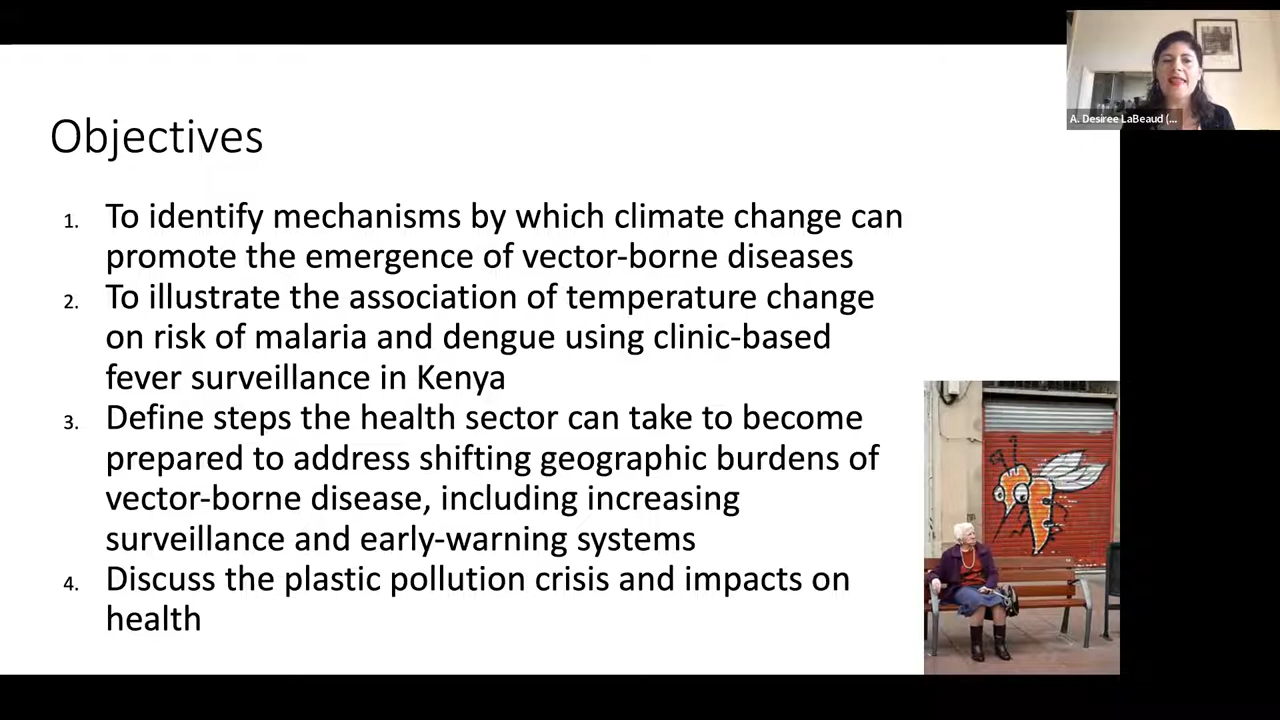 A. Desiree LaBeaud (...
Objectives
1. To identify mechanisms by which climate change can
promote the emergence of vector-borne diseases
2. To illustrate the association of temperature change
on risk of malaria and dengue using clinic-based
fever surveillance in Kenya
3. Define steps the health sector can take to become
prepared to address shifting geographic burdens of
vector-borne disease, including increasing
surveillance and early-warning systems
4. Discuss the plastic pollution crisis and impacts on
health